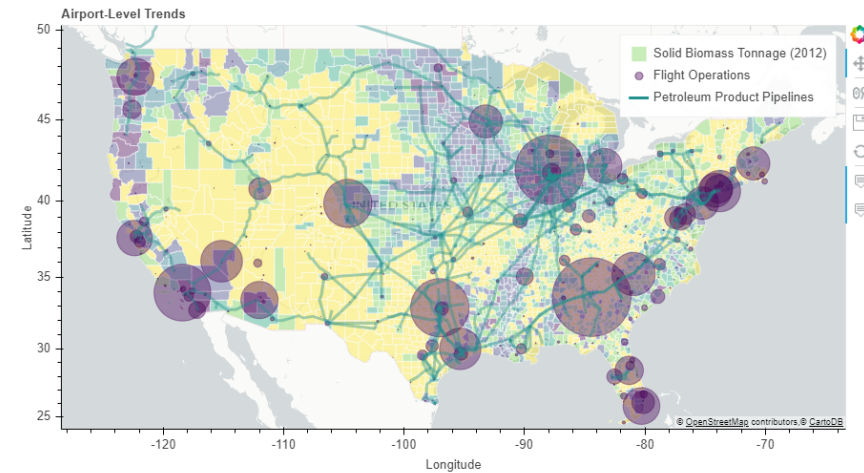 Airport-Level Trends
50
45
40
35
30
25
Latitude
UNITED STATES
Solid Biomass Tonnage (2012)
Flight Operations
Petroleum Product Pipelines
© OpenStreetMap contributors,© CartoDB
-120
-110
-100
-90
-80
-70
Longitude